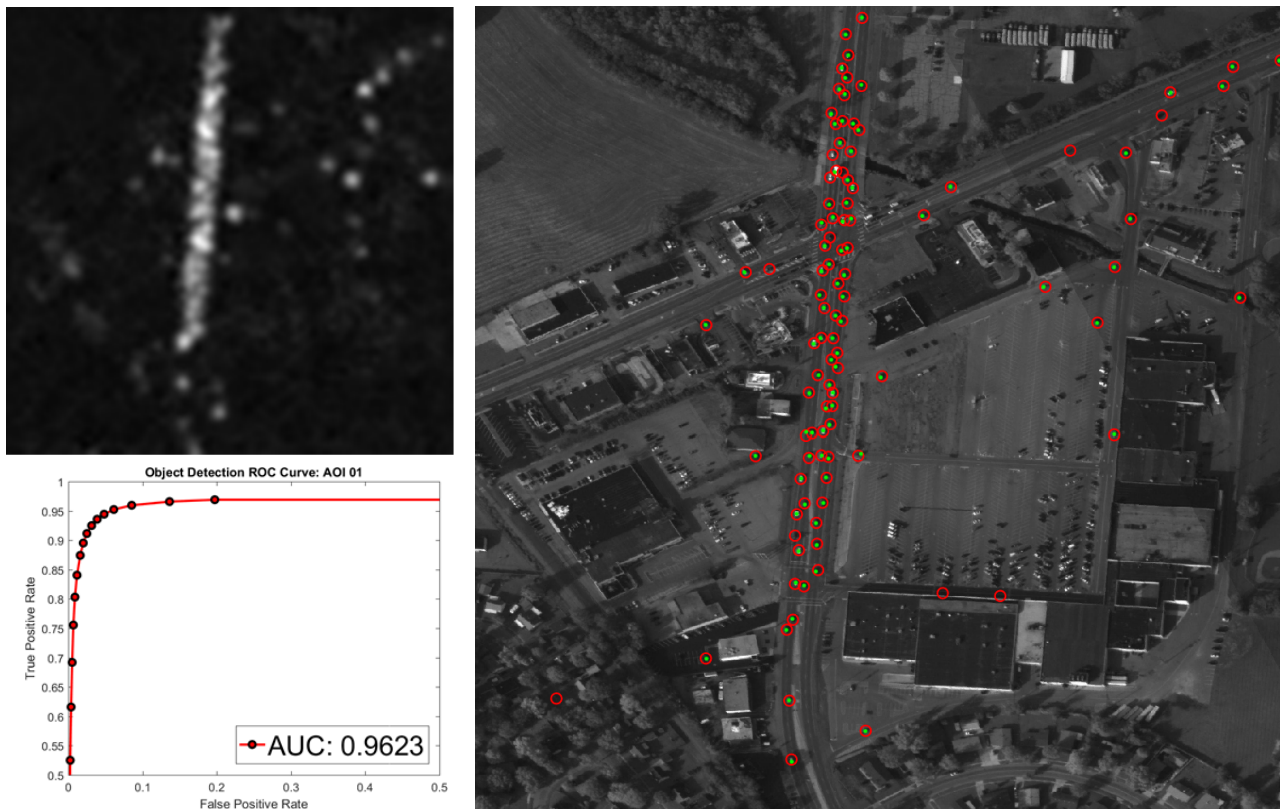 Object Detection ROC Curve: AOI 01
1
0.95
0.9
0.85
0.8
0.75
0.7
0.65
0.6
0.55
0.5
True Positive Rate
AUC: 0.9623
0 0.1 0.2 0.3 0.4 0.5
False Positive Rate